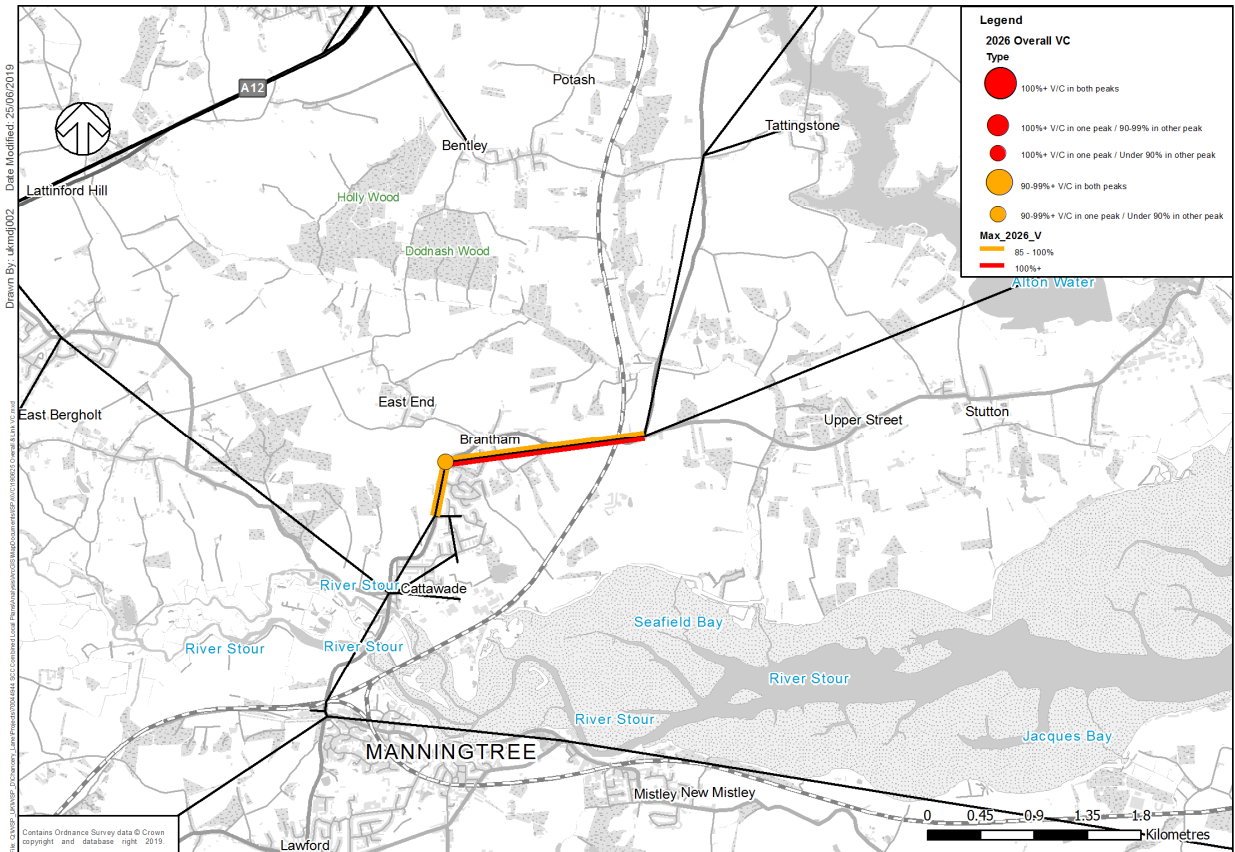 Legend
2026 Overall VC
Type
100%+ V/C in both peaks
100%+ V/C in one peak / 90-99% in other peak
100%+ V/C in one peak / Under 90% in other peak
90-99%+ V/C in both peaks
90-99%+ V/C in one peak / Under 90% in other peak
Max_2026_V
85 - 100%
100%+
Date Modified: 25/06/2019
Drawn By: ukmdj002
A12
Potash
Tattingstone
Bentley
Lattinford Hill
Holly Wood
Dodnash Wood
Alton Water
East End
East Bergholt
Stutton
Upper Street
Brantham
River Stour
Cattawade
Seafield Bay
River Stour
River Stour
River Stour
River Stour
Jacques Bay
MANNINGTREE
Mistley
New Mistley
Lawford
0 0.45 0.9 1.35 1.8
Kilometres
Contains Ordnance Survey data © Crown
copyright and database right 2019.